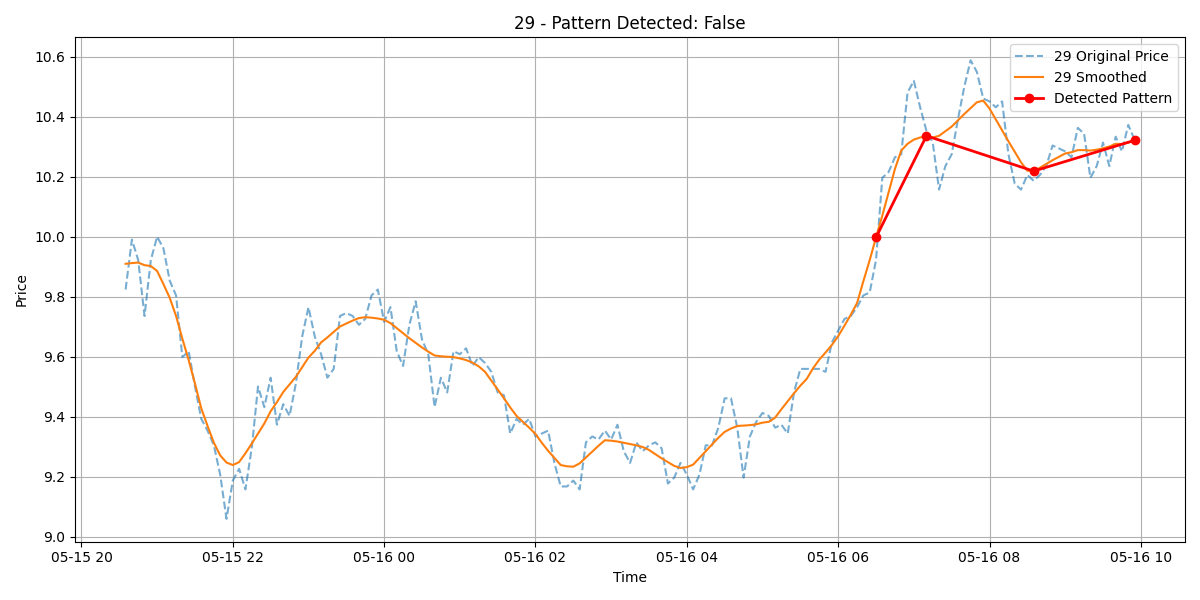 29 - Pattern Detected: False
29 Original Price
29 Smoothed
Detected Pattern
Price
10.6
10.4
10.2
10.0
9.8
9.6
9.4
9.2
9.0
05-15 20
05-15 22
05-16 00
05-16 02
05-16 04
05-16 06
05-16 08
05-16 10
Time